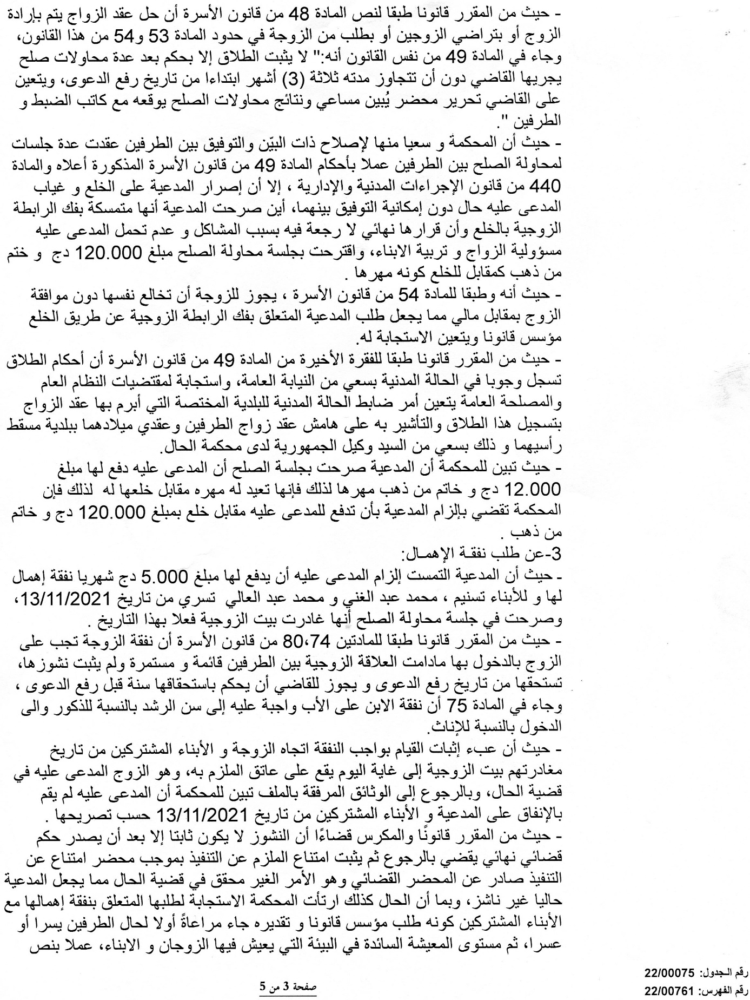 - حيث من المقرر قانونا طبقا لنص المادة 48 من قانون الأسرة أن حل عقد الزواج يتم بإرادة
الزوج أو بتراضي الزوجين أو بطلب من الزوجة في حدود المادة 53 و54 من هذا القانون،
وجاء في المادة 49 من نفس القانون أنه:" لا يثبت الطلاق إلا بحكم بعد عدة محاولات صلح
يجريها القاضي دون أن تتجاوز مدته ثلاثة (3) أشهر ابتداءا من تاريخ رفع الدعوى، ويتعين
على القاضي تحرير محضر يُبين مساعي ونتائج محاولات الصلح يوقعه مع كاتب الضبط و
الطرفين ".
- حيث أن المحكمة و سعيا منها لإصلاح ذات البيّن والتوفيق بين الطرفين عقدت عدة جلسات
لمحاولة الصلح بين الطرفين عملا بأحكام المادة 49 من قانون الأسرة المذكورة أعلاه والمادة
440 من قانون الإجراءات المدنية والإدارية ، إلا أن إصرار المدعية على الخلع و غياب
المدعى عليه حال دون إمكانية التوفيق بينهما، أين صرحت المدعية أنها متمسكة بفك الرابطة
الزوجية بالخلع وأن قرارها نهائي لا رجعة فيه بسبب المشاكل و عدم تحمل المدعى عليه
مسؤولية الزواج و تربية الابناء، واقترحت بجلسة محاولة الصلح مبلغ 120.000 دج و ختم
من ذهب كمقابل للخلع كونه مهرها .
- حيث أنه وطبقا للمادة 54 من قانون الأسرة ، يجوز للزوجة أن تخالع نفسها دون موافقة
الزوج بمقابل مالي مما يجعل طلب المدعية المتعلق بفك الرابطة الزوجية عن طريق الخلع
مؤسس قانونا ويتعين الاستجابة له.
- حيث من المقرر قانونا طبقا للفقرة الأخيرة من المادة 49 من قانون الأسرة أن أحكام الطلاق
تسجل وجوبا في الحالة المدنية بسعي من النيابة العامة، واستجابة لمقتضيات النظام العام
والمصلحة العامة يتعين أمر ضابط الحالة المدنية للبلدية المختصة التي أبرم بها عقد الزواج
بتسجيل هذا الطلاق والتأشير به على هامش عقد زواج الطرفين وعقدي ميلادهما ببلدية مسقط
رأسيهما و ذلك بسعي من السيد وكيل الجمهورية لدى محكمة الحال.
- حيث تبين للمحكمة أن المدعية صرحت بجلسة الصلح أن المدعى عليه دفع لها مبلغ
12.000 دج و خاتم من ذهب مهرها لذلك فإنها تعيد له مهره مقابل خلعها له لذلك فإن
المحكمة تقضي بإلزام المدعية بأن تدفع للمدعى عليه مقابل خلع بمبلغ 120.000 دج و خاتم
من ذهب .
3-عن طلب نفقـة الإهمـال:
- حيث أن المدعية التمست إلزام المدعى عليه أن يدفع لها مبلغ 5.000 دج شهريا نفقة إهمال
لها و للأبناء تسنيم ، محمد عبد الغني و محمد عبد العالي تسري من تاريخ 13/11/2021،
وصرحت في جلسة محاولة الصلح أنها غادرت بيت الزوجية فعلا بهذا التاريخ .
- حيث من المقرر قانونا طبقا للمادتين 80،74 من قانون الأسرة أن نفقة الزوجة تجب على
الزوج بالدخول بها مادامت العلاقة الزوجية بين الطرفين قائمة و مستمرة ولم يثبت نشوزها،
تستحقها من تاريخ رفع الدعوى و يجوز للقاضي أن يحكم باستحقاقها سنة قبل رفع الدعوى ،
وجاء في المادة 75 أن نفقة الابن على الأب واجبة عليه إلى سن الرشد بالنسبة للذكور والى
الدخول بالنسبة للإناث.
- حيث أن عبء إثبات القيام بواجب النفقة اتجاه الزوجة و الأبناء المشتركين من تاريخ
مغادرتهم بيت الزوجية إلى غاية اليوم يقع على عاتق الملزم به، وهو الزوج المدعى عليه في
قضية الحال، وبالرجوع إلى الوثائق المرفقة بالملف تبين للمحكمة أن المدعى عليه لم يقم
بالإنفاق على المدعية و الأبناء المشتركين من تاريخ 13/11/2021 حسب تصريحها .
- حيث من المقرر قانونًا والمكرس قضاءًا أن النشوز لا يكون ثابتا إلا بعد أن يصدر حكم
قضائي نهائي يقضي بالرجوع ثم يثبت امتناع الملزم عن التنفيذ بموجب محضر امتناع عن
التنفيذ صادر عن المحضر القضائي وهو الأمر الغير محقق في قضية الحال مما يجعل المدعية
حاليا غير ناشز، وبما أن الحال كذلك ارتأت المحكمة الاستجابة لطلبها المتعلق بنفقة إهمالها مع
الأبناء المشتركين كونه طلب مؤسس قانونا و تقديره جاء مراعاةً أولا لحال الطرفين يسرا أو
عسرا، ثم مستوى المعيشة السائدة في البيئة التي يعيش فيها الزوجان و الابناء، عملا بنص
رقم الجدول: 22/00075
رقم الفهرس: 22/00761
صفحة 3 من 5